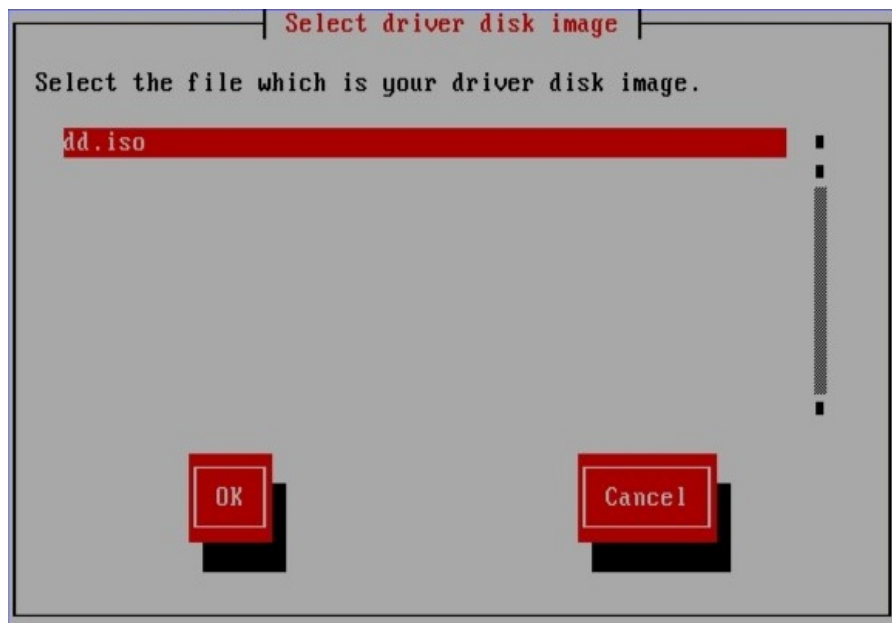 Select driver disk image
Select the file which is your driver disk image.
dd.iso
OK
Cancel